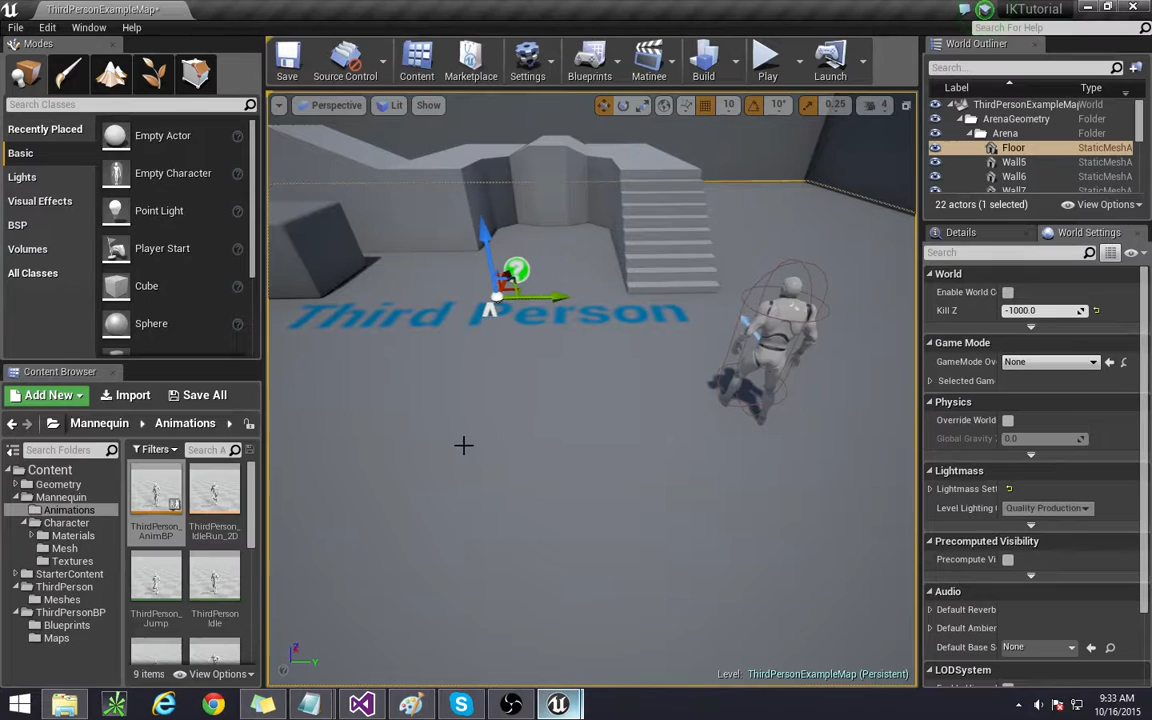 ThirdPersonExampleMap*
IKTutorial
File Edit Window Help
Search For Help
Modes
Search Classes
Recently Placed
Basic
Lights
Visual Effects
BSP
Volumes
All Classes
Empty Actor
Empty Character
Point Light
Player Start
Cube
Sphere
Save
Source Control
Content
Marketplace
Settings
Blueprints
Matinee
Build
Play
Launch
Perspective Lit Show 10 10° 0.25 4
Third Person
Level: ThirdPersonExampleMap (Persistent)
Z
Y
Content Browser
Add New Import Save All
Mannequin Animations
Search Folders
Filters Search A
Content
Geometry
Mannequin
Animations
Character
Materials
Mesh
Textures
StarterContent
ThirdPerson
Meshes
ThirdPersonBP
Blueprints
Maps
ThirdPerson_
AnimBP
ThirdPerson_
IdleRun_2D
ThirdPerson
_Jump
ThirdPerson
Idle
9 items View Options
World Outliner
Search...
Label Type
ThirdPersonExampleMap World
ArenaGeometry Folder
Arena Folder
Floor StaticMeshA
Wall5 StaticMeshA
Wall6 StaticMeshA
Wall7 StaticMeshA
22 actors (1 selected) View Options
Details World Settings
Search
World
Enable World C
Kill Z -1000.0
Game Mode
GameMode Ov None
Selected Gam
Physics
Override World
Global Gravity 0.0
Lightmass
Lightmass Sett
Level Lighting Quality Production
Precomputed Visibility
Precompute Vi
Audio
Default Reverb
Default Ambien
Default Base S None
LODSystem
9:33 AM
10/16/2015